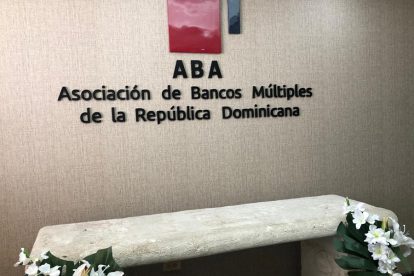 ABA
Asociación de Bancos Múltiples
de la República Dominicana